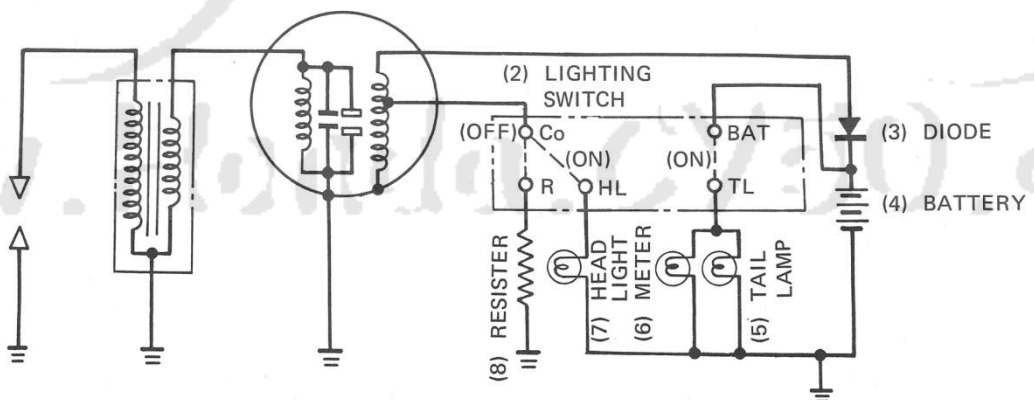 (2) LIGHTING
SWITCH
(OFF)
Co
(ON)
R
HL
BAT
(ON)
TL
(3) DIODE
(4) BATTERY
(8) RESISTER
(7) HEAD
LIGHT
(6) METER
(5) TAIL
LAMP